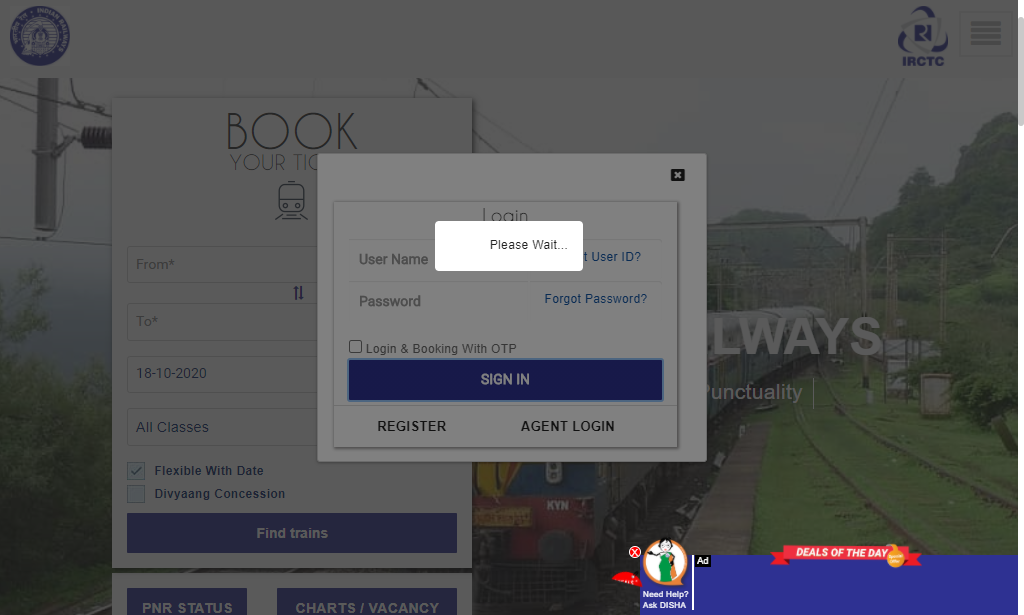 INDIAN RAILWAYS
IRCTC
BOOK
YOUR TIC
Login
Please Wait...
User Name
t User ID?
Password
Forgot Password?
Login & Booking With OTP
SIGN IN
REGISTER
AGENT LOGIN
From*
To*
18-10-2020
All Classes
Flexible With Date
Divyaang Concession
Find trains
PNR STATUS
CHARTS / VACANCY
LWAYS
Punctuality
KYN
Need Help?
Ask DISHA
Ad
DEALS OF THE DAY